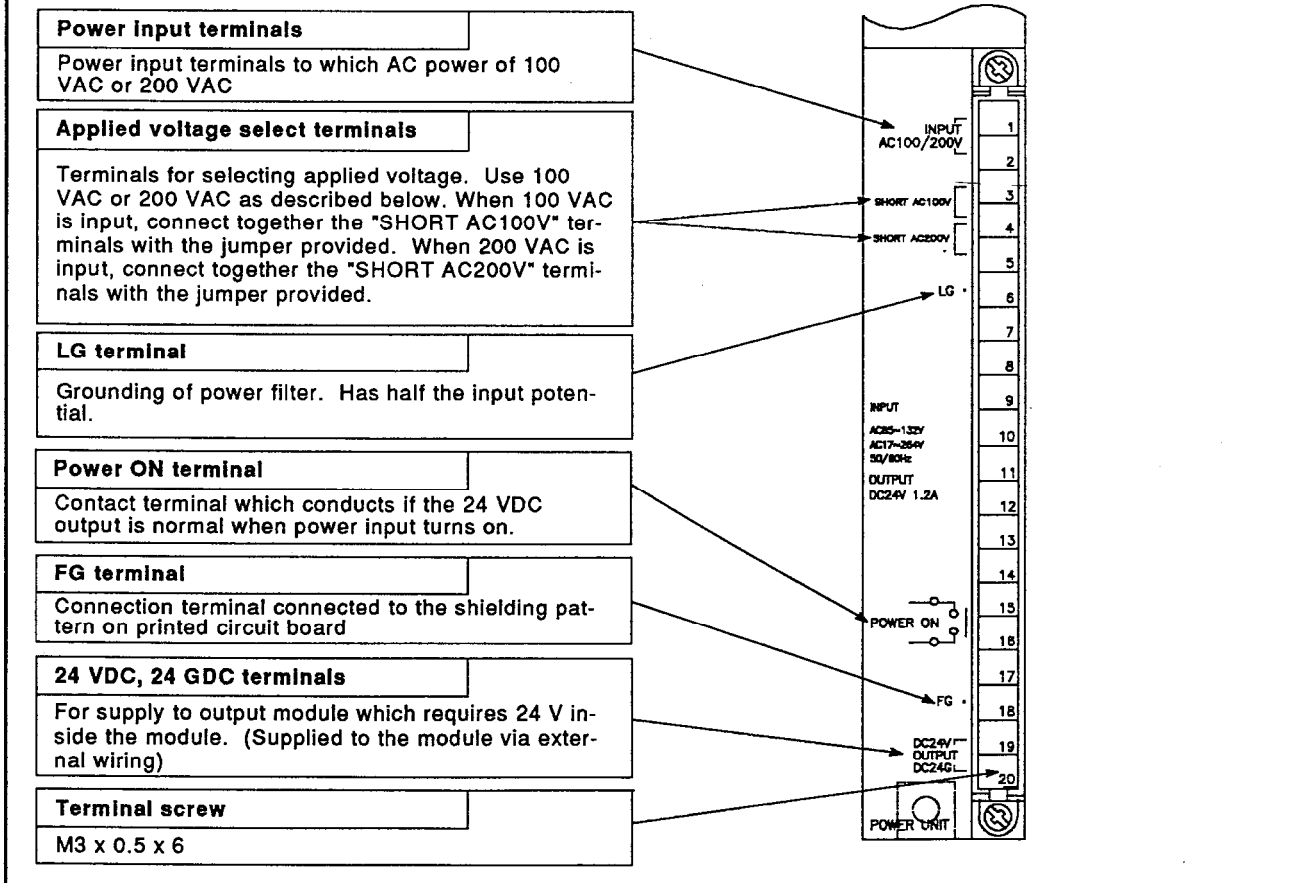 Power input terminals
Power input terminals to which AC power of 100
VAC or 200 VAC
Applied voltage select terminals
Terminals for selecting applied voltage. Use 100
VAC or 200 VAC as described below. When 100 VAC
is input, connect together the "SHORT AC100V" ter-
minals with the jumper provided. When 200 VAC is
input, connect together the "SHORT AC200V" termi-
nals with the jumper provided.
LG terminal
Grounding of power filter. Has half the input poten-
tial.
Power ON terminal
Contact terminal which conducts if the 24 VDC
output is normal when power input turns on.
FG terminal
Connection terminal connected to the shielding pat-
tern on printed circuit board
24 VDC, 24 GDC terminals
For supply to output module which requires 24 V in-
side the module. (Supplied to the module via exter-
nal wiring)
Terminal screw
M3 x 0.5 x 6
INPUT
AC100/200V
SHORT AC100V
SHORT AC200V
LG
INPUT
AC85~132V
AC17~264V
50/60Hz
OUTPUT
DC24V 1.2A
POWER ON
FG
DC24V
OUTPUT
DC24G
POWER UNIT
1
2
3
4
5
6
7
8
9
10
11
12
13
14
15
16
17
18
19
20